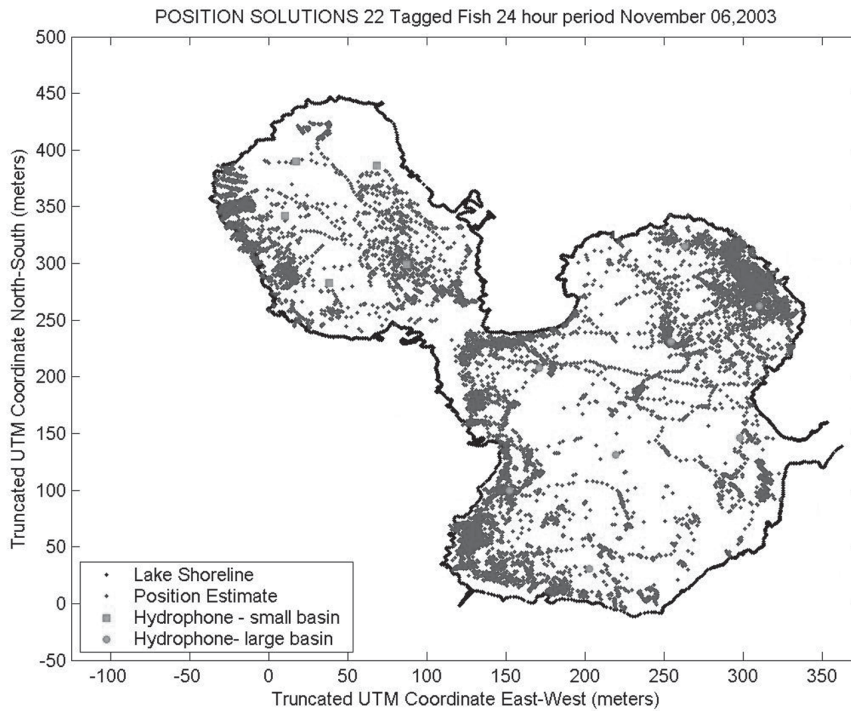 POSITION SOLUTIONS 22 Tagged Fish 24 hour period November 06,2003
500
450
400
350
300
250
200
150
100
50
0
-50
Truncated UTM Coordinate North-South (meters)
Lake Shoreline
Position Estimate
Hydrophone - small basin
Hydrophone- large basin
-100 -50 0 50 100 150 200 250 300 350
Truncated UTM Coordinate East-West (meters)